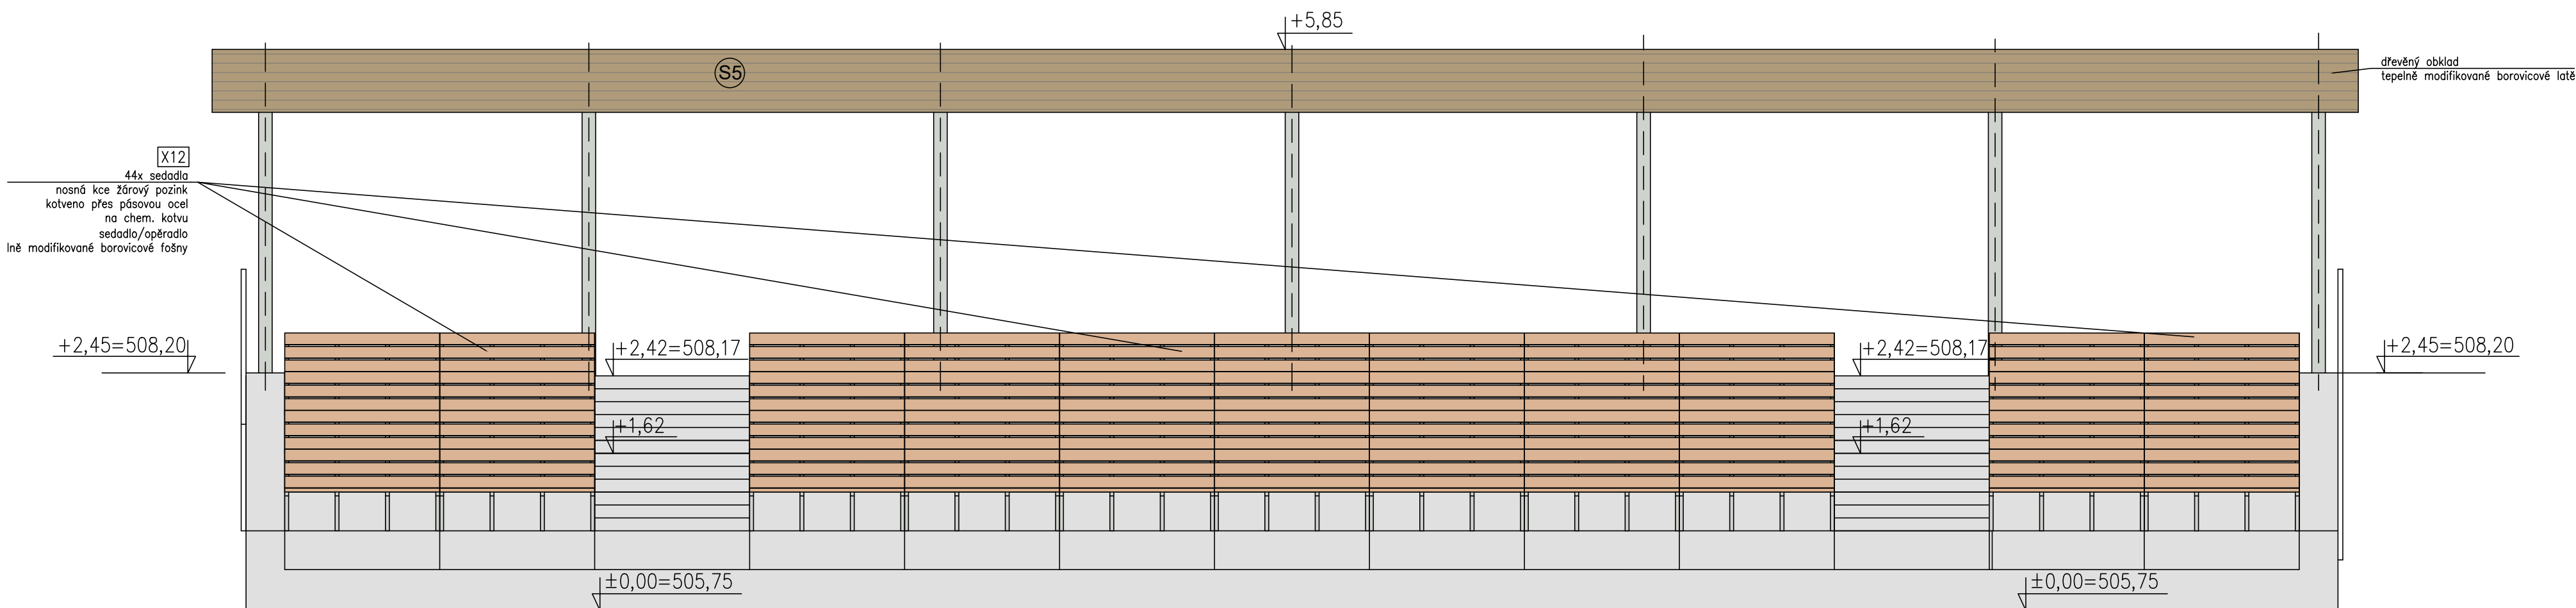 +5,85
S5
dřevěný obklad
tepelně modifikované borovicové latě
X12
44x sedadla
nosná kce žárový pozink
kotveno přes pásovou ocel
na chem. kotvu
sedadlo/opěradlo
lně modifikované borovicové fošny
+2,45=508,20
+2,42=508,17
+2,42=508,17
+2,45=508,20
+1,62
+1,62
±0,00=505,75
±0,00=505,75